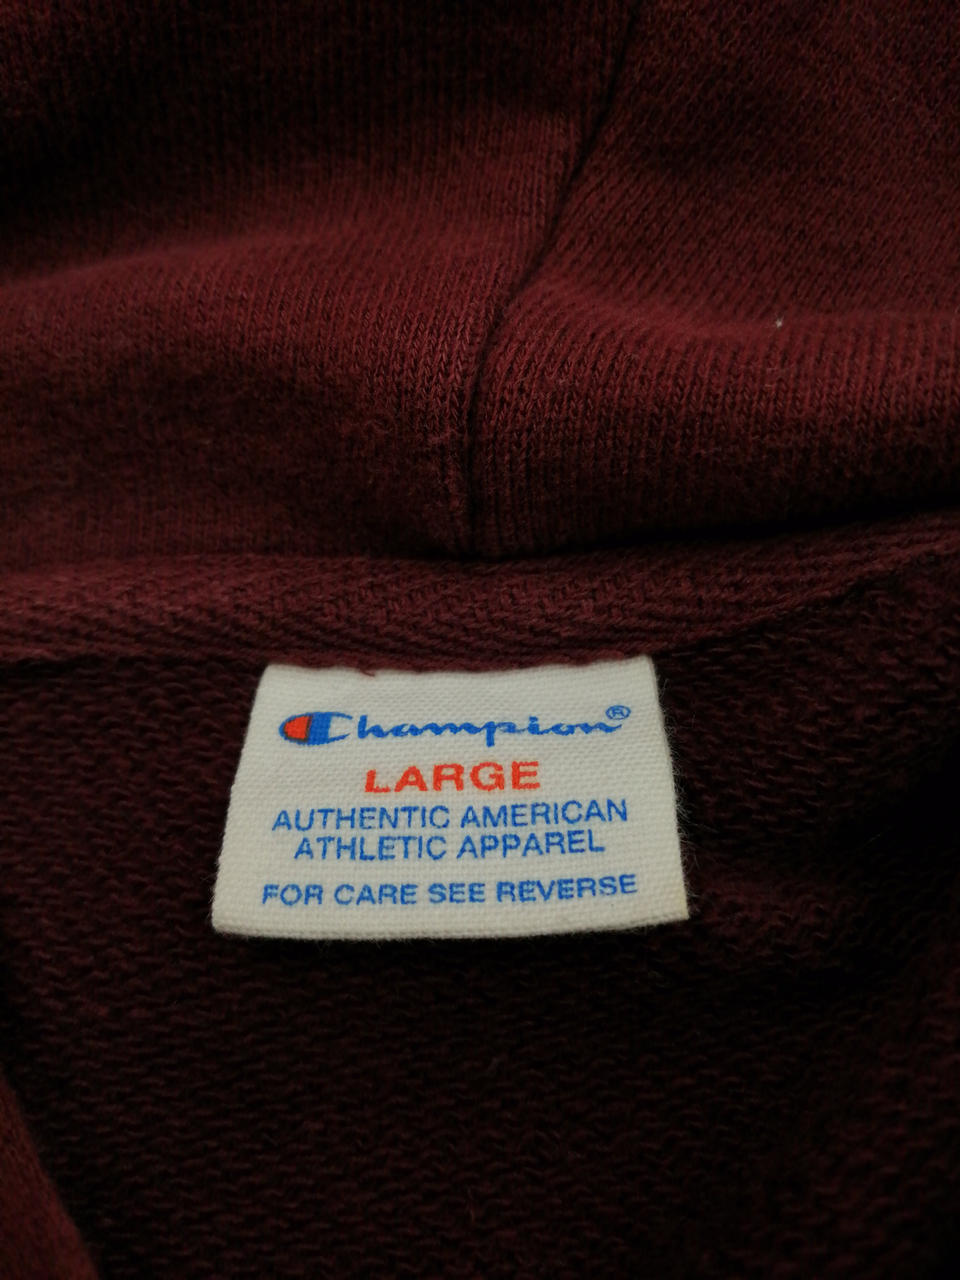 Champion®
LARGE
AUTHENTIC AMERICAN
ATHLETIC APPAREL
FOR CARE SEE REVERSE